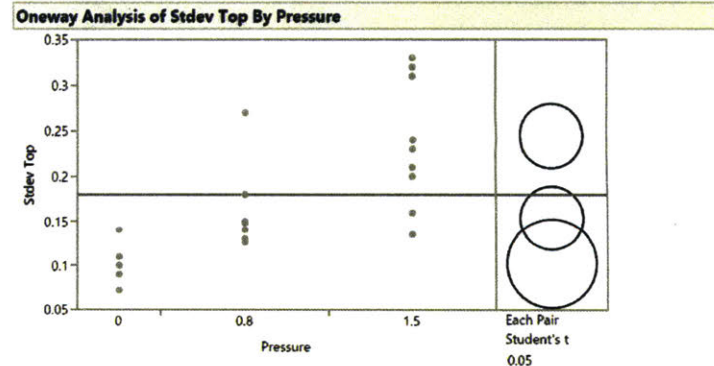 Oneway Analysis of Stdev Top By Pressure
0.35
0.3
0.25
0.2
0.15
0.1
0.05
Stdev Top
0
0.8
1.5
Pressure
Each Pair
Student's t
0.05